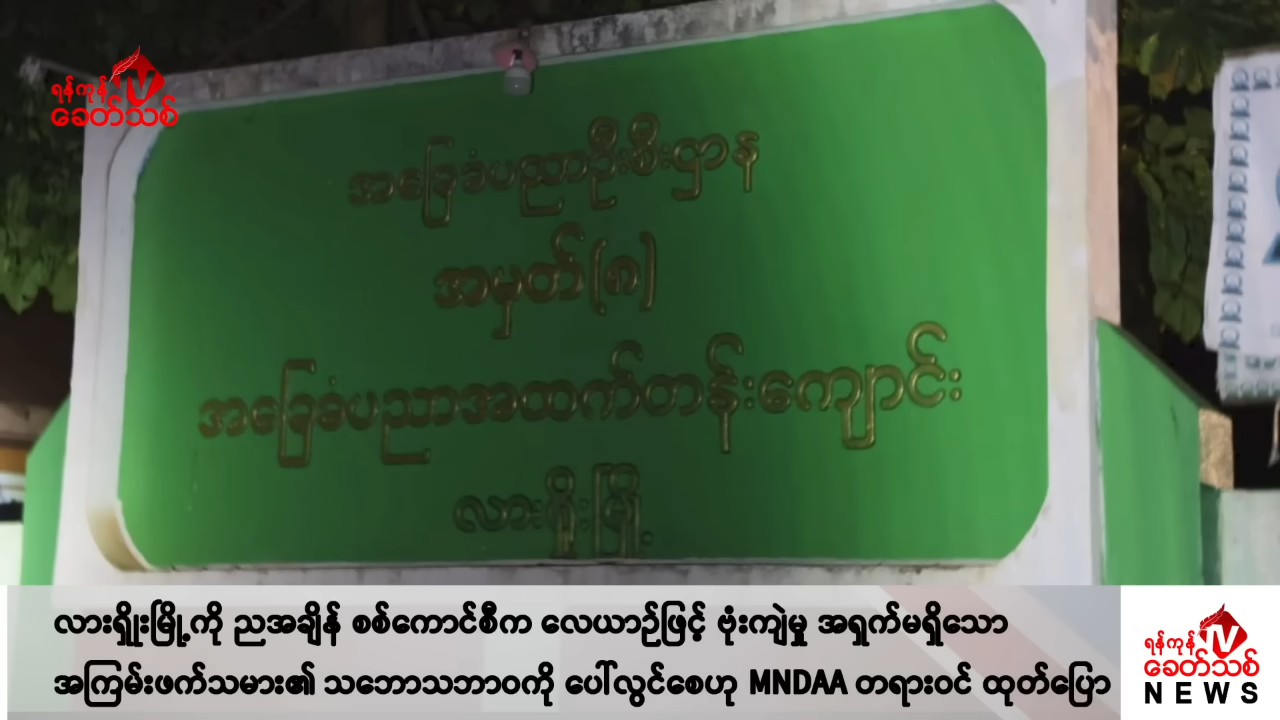 ရန်ကုန်
ခေတ်သစ် TV
အခြေခံပညာဦးစီးဌာန
အမှတ်(၈)
အခြေခံပညာအထက်တန်းကျောင်း
လားရှိုးမြို့
လားရှိုးမြို့ကို ညအချိန် စစ်ကောင်စီက လေယာဉ်ဖြင့် ဗုံးကျဲမှု အရှက်မရှိသော
အကြမ်းဖက်သမား၏ သဘောသဘာဝကို ပေါ်လွင်စေဟု MNDAA တရားဝင် ထုတ်ပြော
ရန်ကုန်
ခေတ်သစ် TV
NEWS